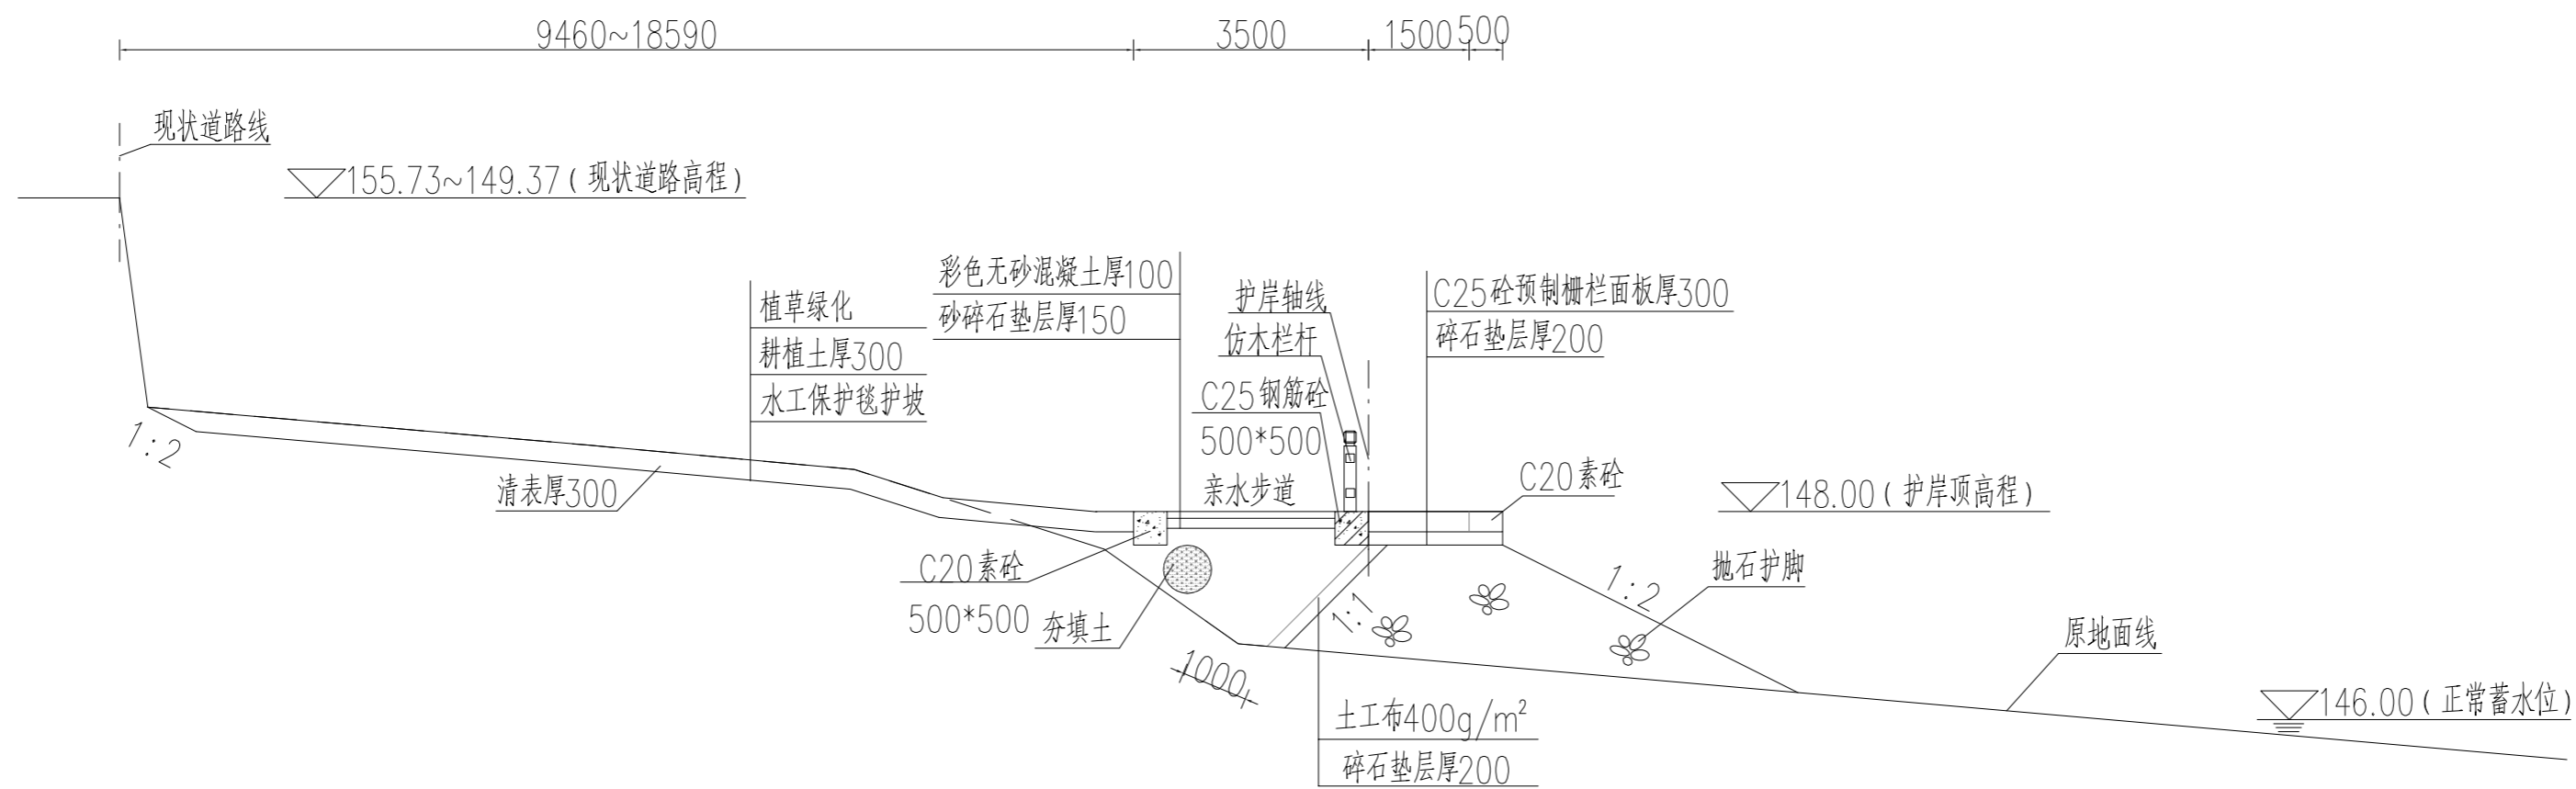 9460~18590
3500
1500
500
现状道路线
155.73~149.37(现状道路高程)
植草绿化
耕植土厚300
水工保护毯护坡
彩色无砂混凝土厚100
砂碎石垫层厚150
护岸轴线
仿木栏杆
C25钢筋砼
500*500
亲水步道
C25砼预制栅栏面板厚300
碎石垫层厚200
1:2
清表厚300
C20素砼
148.00(护岸顶高程)
C20素砼
500*500
夯填土
1:1
1:2
抛石护脚
1000
原地面线
土工布400g/m²
碎石垫层厚200
146.00(正常蓄水位)